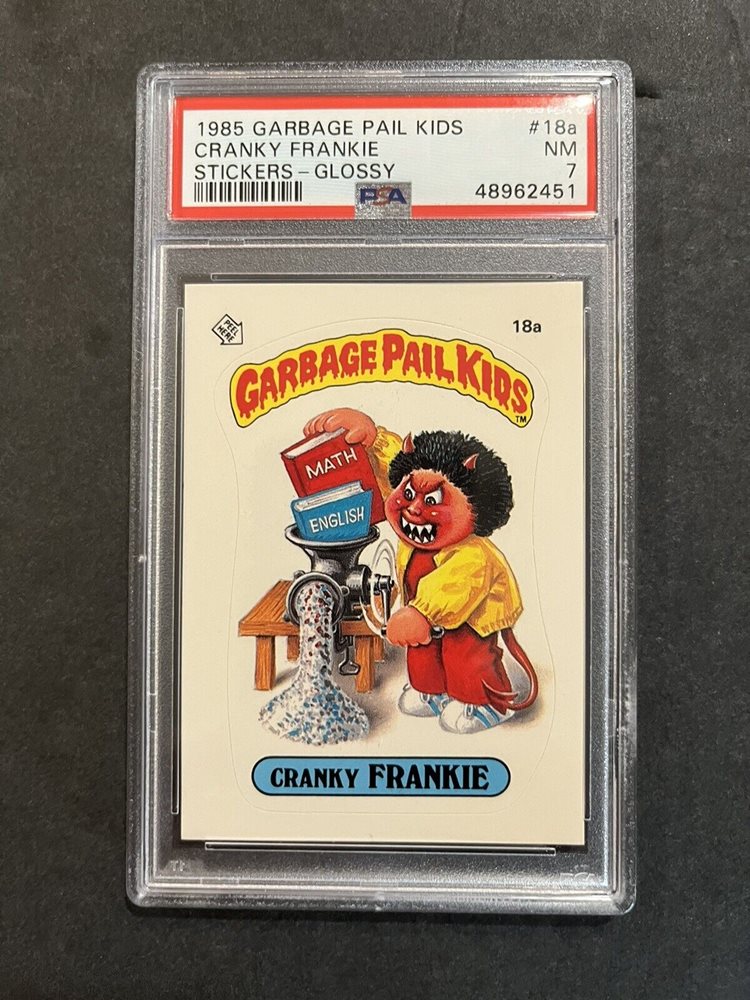 1985 GARBAGE PAIL KIDS #18a
CRANKY FRANKIE NM
STICKERS-GLOSSY 7
PSA 48962451
PEEL HERE
18a
GARBAGE PAIL KIDS
TM
MATH
ENGLISH
CRANKY FRANKIE